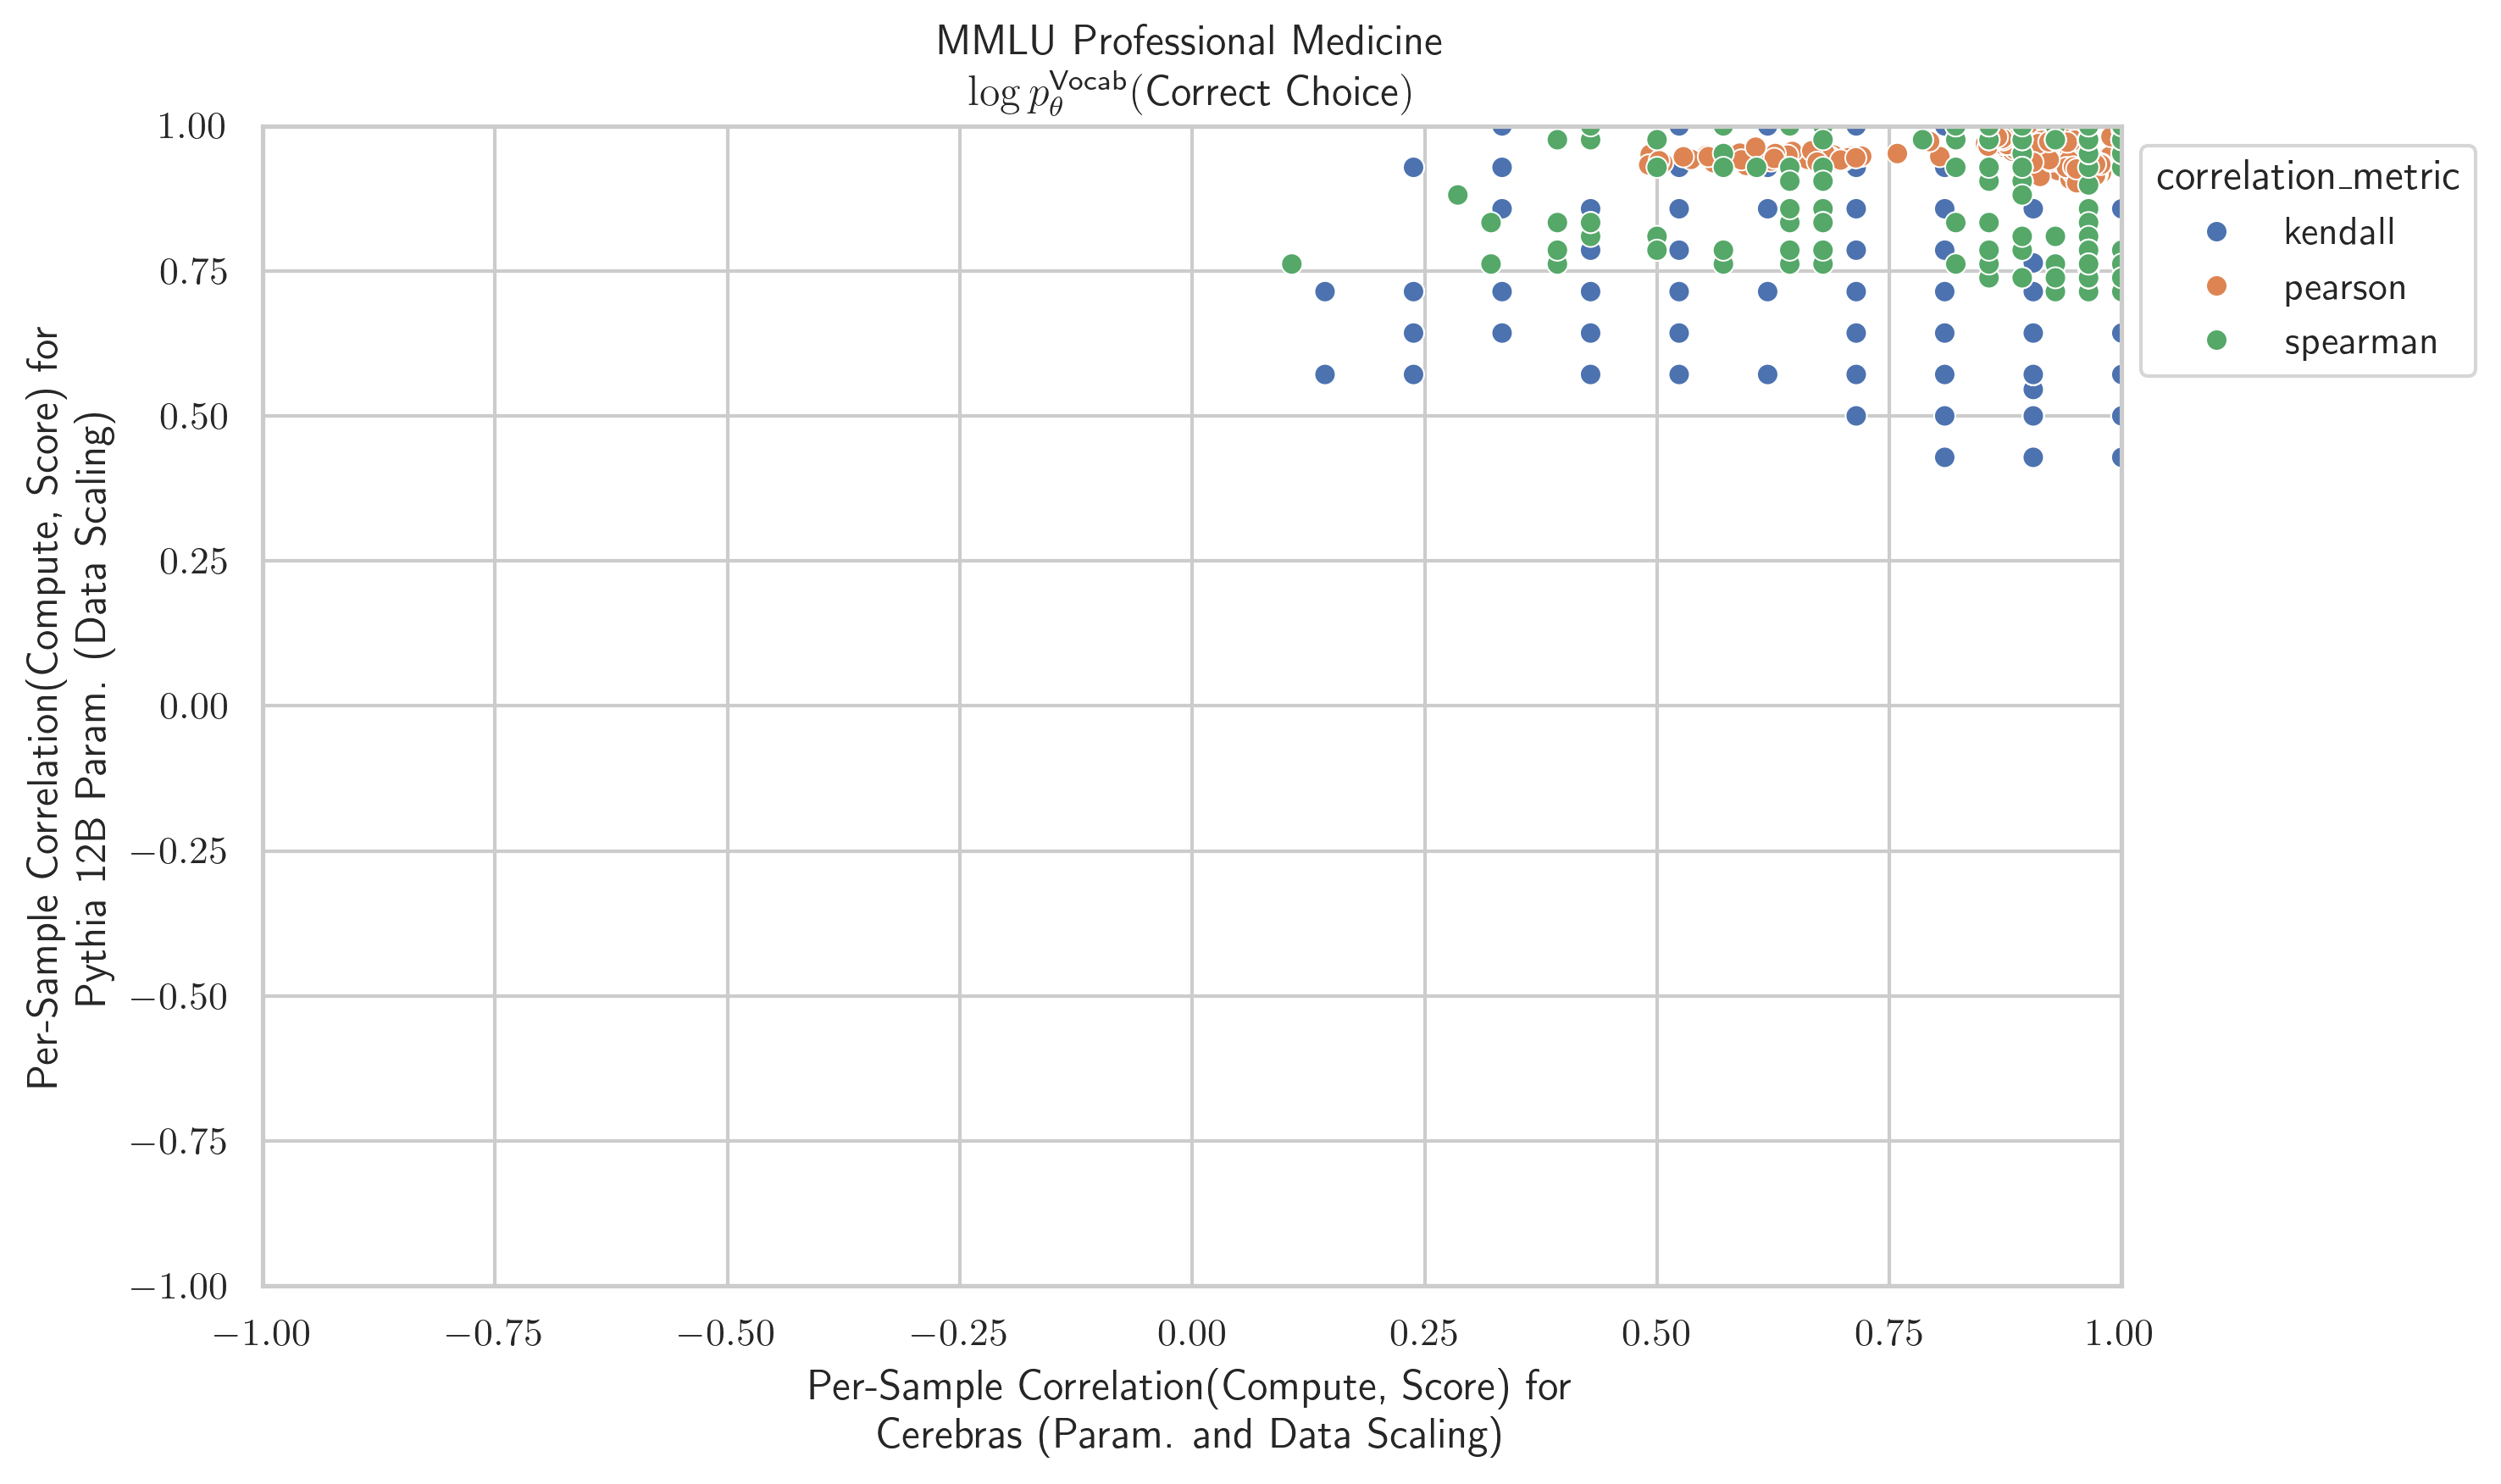 MMLU Professional Medicine
log p_θ^Vocab(Correct Choice)
Per-Sample Correlation(Compute, Score) for
Pythia 12B Param. (Data Scaling)
1.00
0.75
0.50
0.25
0.00
−0.25
−0.50
−0.75
−1.00
−1.00 −0.75 −0.50 −0.25 0.00 0.25 0.50 0.75 1.00
Per-Sample Correlation(Compute, Score) for
Cerebras (Param. and Data Scaling)
correlation_metric
kendall
pearson
spearman